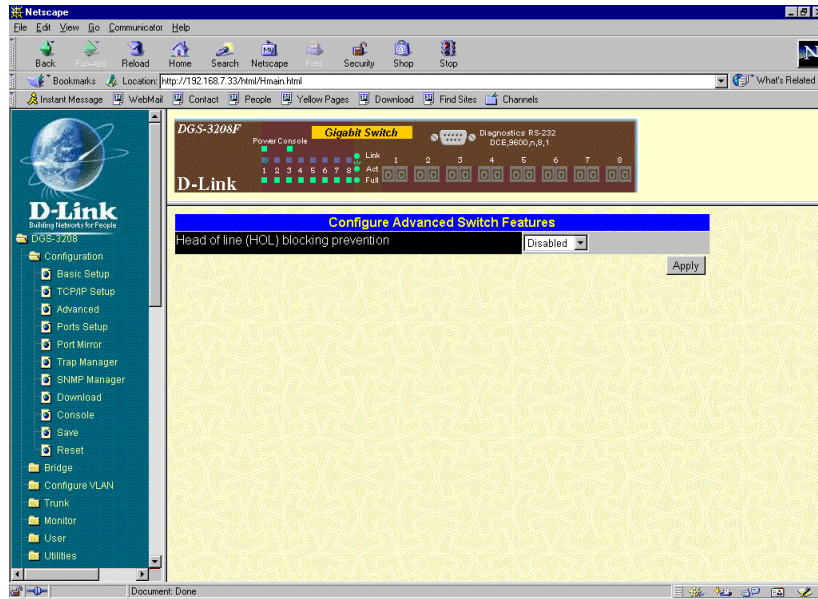 Netscape
File Edit View Go Communicator Help
Back Forward Reload Home Search Netscape Print Security Shop Stop
N
Bookmarks Location: http://192.168.7.33/html/Hmain.html What's Related
Instant Message WebMail Contact People Yellow Pages Download Find Sites Channels
D-Link
Building Networks for People
DGS-3208
Configuration
Basic Setup
TCP/IP Setup
Advanced
Ports Setup
Port Mirror
Trap Manager
SNMP Manager
Download
Console
Save
Reset
Bridge
Configure VLAN
Trunk
Monitor
User
Utilities
DGS-3208F
Gigabit Switch
Power Console
Diagnostics RS-232
DCE,9600,n,8,1
Link
1 2 3 4 5 6 7 8 Act
Full
1 2 3 4 5 6 7 8
D-Link
Configure Advanced Switch Features
Head of line (HOL) blocking prevention Disabled
Apply
Document: Done